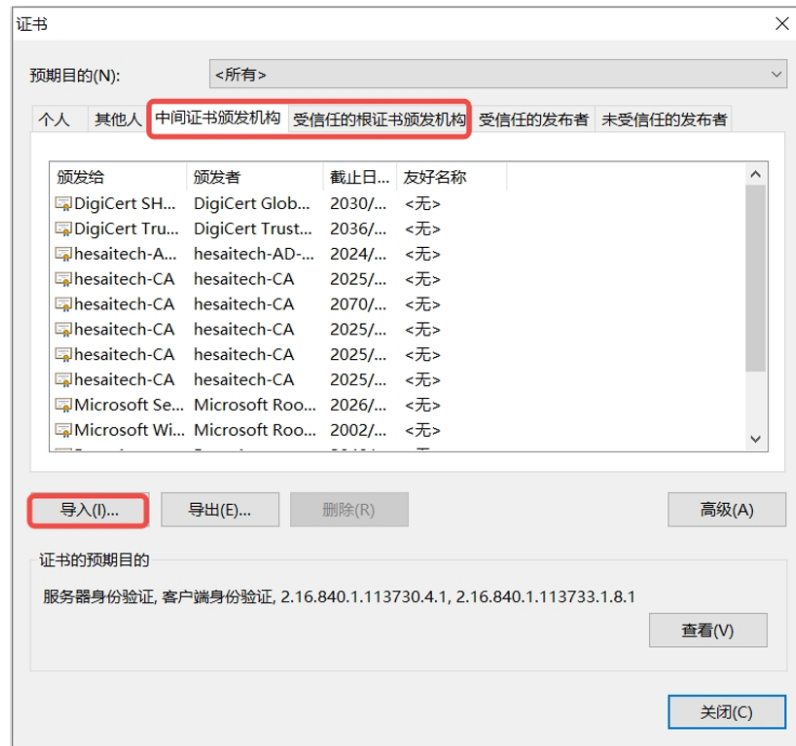 证书
预期目的(N): <所有>
个人 其他人 中间证书颁发机构 受信任的根证书颁发机构 受信任的发布者 未受信任的发布者
颁发给 颁发者 截止日... 友好名称
DigiCert SH... DigiCert Glob... 2030/... <无>
DigiCert Tru... DigiCert Trust... 2036/... <无>
hesaitech-A... hesaitech-AD-... 2024/... <无>
hesaitech-CA hesaitech-CA 2025/... <无>
hesaitech-CA hesaitech-CA 2070/... <无>
hesaitech-CA hesaitech-CA 2025/... <无>
hesaitech-CA hesaitech-CA 2025/... <无>
hesaitech-CA hesaitech-CA 2025/... <无>
Microsoft Se... Microsoft Roo... 2026/... <无>
Microsoft Wi... Microsoft Roo... 2002/... <无>
导入(I)... 导出(E)... 删除(R) 高级(A)
证书的预期目的
服务器身份验证, 客户端身份验证, 2.16.840.1.113730.4.1, 2.16.840.1.113733.1.8.1
查看(V)
关闭(C)